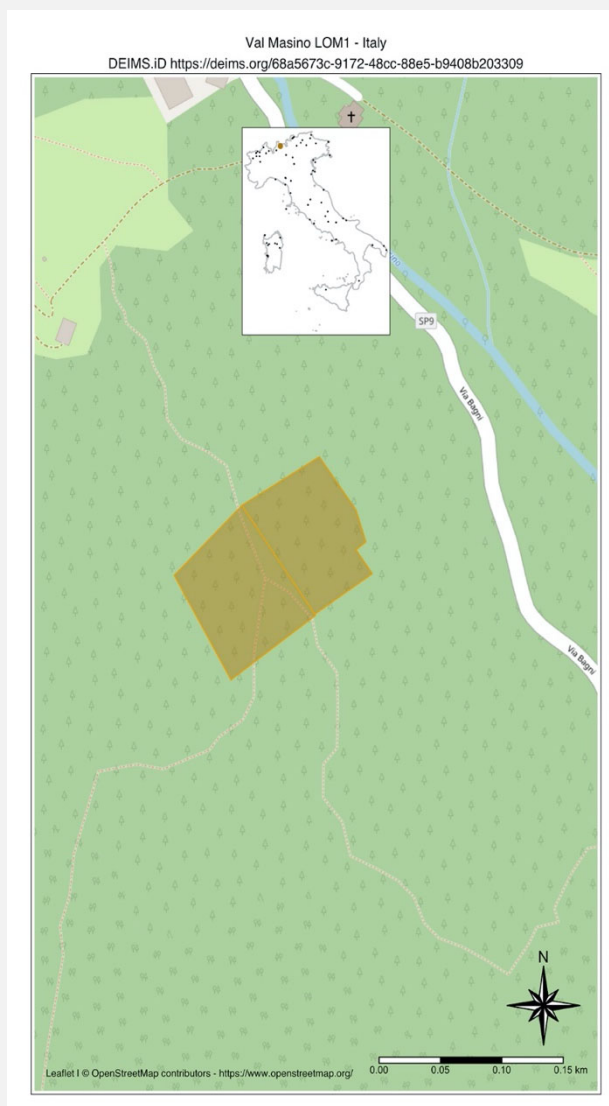 Val Masino LOM1 - Italy
DEIMS.iD https://deims.org/68a5673c-9172-48cc-88e5-b9408b203309
SP9
Via Bagni
Via Bagni
N
0.00 0.05 0.10 0.15 km
Leaflet | © OpenStreetMap contributors - https://www.openstreetmap.org/